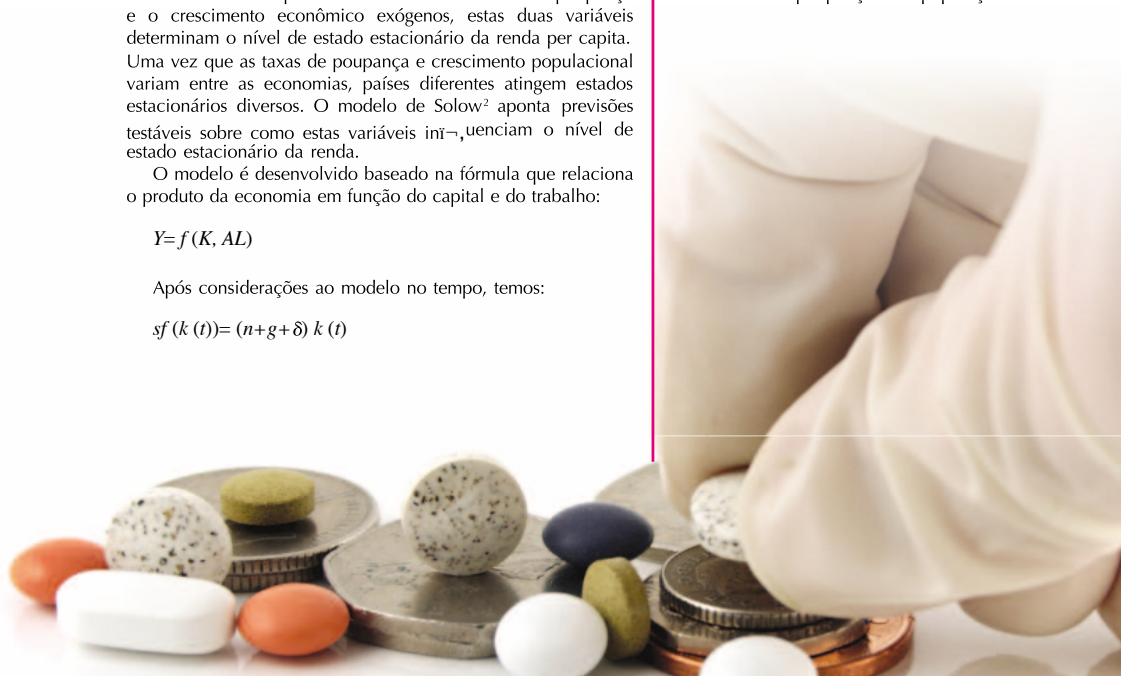 e o crescimento econômico exógenos, estas duas variáveis
determinam o nível de estado estacionário da renda per capita.
Uma vez que as taxas de poupança e crescimento populacional
variam entre as economias, países diferentes atingem estados
estacionários diversos. O modelo de Solow² aponta previsões
testáveis sobre como estas variáveis inï¬‚uenciam o nível de
estado estacionário da renda.
O modelo é desenvolvido baseado na fórmula que relaciona
o produto da economia em função do capital e do trabalho:
Y= f (K, AL)
Após considerações ao modelo no tempo, temos:
sf (k (t))= (n+g+δ) k (t)